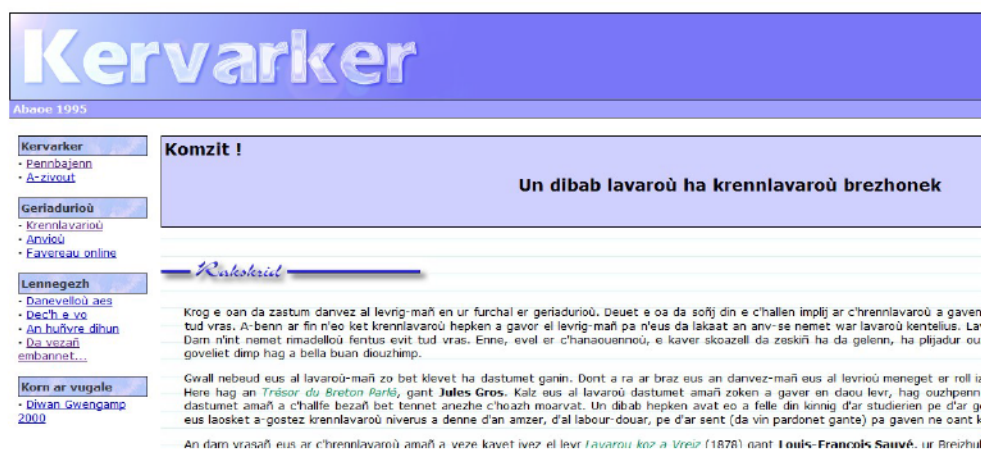 Kervarker
Abaoe 1995
Kervarker
- Pennbajenn
- A-zivout
Geriadurioù
- Krennlavarioù
- Anvioù
- Favereau online
Lennegezh
- Danevelloù aes
- Dec'h e vo
- An huñvre dihun
- Da vezañ
embannet...
Korn ar vugale
- Diwan Gwengamp
2000
Komzit !
Un dibab lavaroù ha krennlavaroù brezhonek
Rakskrid
Krog e oan da zastum danvez al levrig-mañ en ur furchal er geriadurioù. Deuet e oa da soñj din e c'hallen implij ar c'hrennlavaroù a gaven
tud vras. A-benn ar fin n'eo ket krennlavaroù hepken a gavor el levrig-mañ pa n'eus da lakaat an anv-se nemet war lavaroù kentelius.
Darn n'int nemet rimadelloù fentus evit tud vras. Enne, evel er c'hanaouennoù, e kaver skoazell da zeskiñ ha da gelenn, ha plijadur
goveliet dimp hag a bella buan diouzhimp.
Gwall nebeud eus al lavaroù-mañ zo bet klevet ha dastumet ganin. Dont a ra ar braz eus an danvez-mañ eus al levrioù meneget er roll
Here hag an Trésor du Breton Parlé, gant Jules Gros. Kalz eus al lavaroù dastumet amañ zoken a gaver en daou levr, hag ouzhpenn
dastumet amañ a c'hallfe bezañ bet tennet anezhe c'hoazh moarvat. Un dibab hepken avat eo a felle din kinnig d'ar studierien pe d'ar
eus laosket a-gostez krennlavaroù niverus a denne d'an amzer, d'al labour-douar, pe d'ar sent (da vin pardonet gante) pa gaven ne oant
An darn vrasañ eus ar c'hrennlavaroù amañ a veze kavet ivez el levr Lavarou koz a Vreiz (1878) gant Louis-François Sauvé, ur